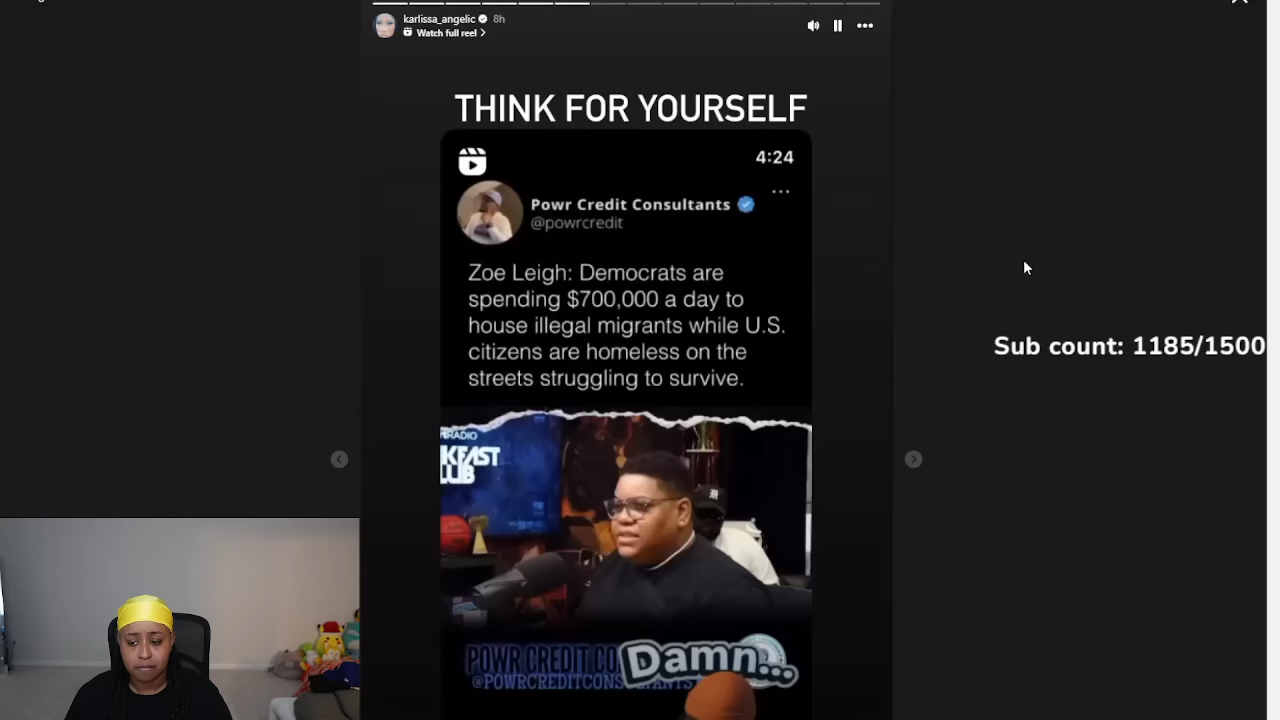 karlissa_angelic 8h
Watch full reel
THINK FOR YOURSELF
4:24
Powr Credit Consultants
@powrcredit
Zoe Leigh: Democrats are
spending $700,000 a day to
house illegal migrants while U.S.
citizens are homeless on the
streets struggling to survive.
Sub count: 1185/1500
RADIO
KFAST
LUB
POWR CREDIT CO
Damn...